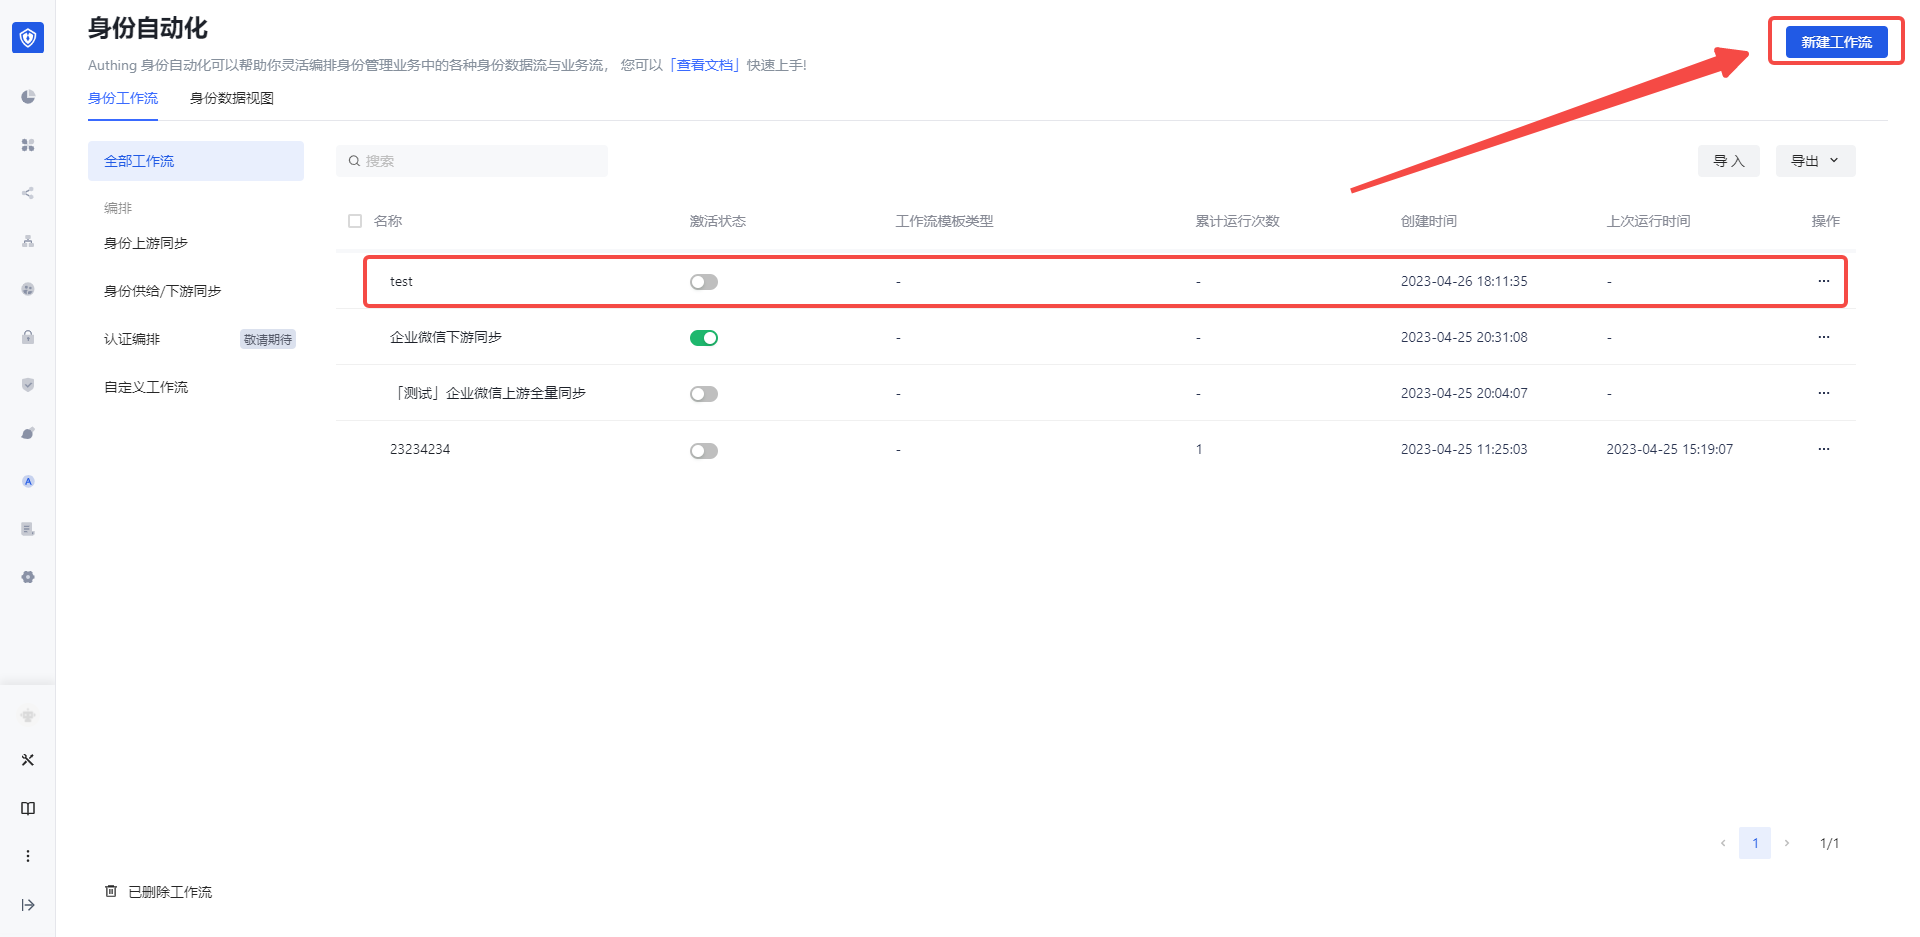 身份自动化
新建工作流
Authing 身份自动化可以帮助你灵活编排身份管理业务中的各种身份数据流与业务流， 您可以「查看文档」快速上手!
身份工作流 身份数据视图
全部工作流
搜索
导 入 导出
编排
身份上游同步
身份供给/下游同步
认证编排 敬请期待
自定义工作流
名称 激活状态 工作流模板类型 累计运行次数 创建时间 上次运行时间 操作
test - - 2023-04-26 18:11:35 - ···
企业微信下游同步 - - 2023-04-25 20:31:08 - ···
「测试」企业微信上游全量同步 - - 2023-04-25 20:04:07 - ···
23234234 - 1 2023-04-25 11:25:03 2023-04-25 15:19:07 ···
A
1 1/1
已删除工作流